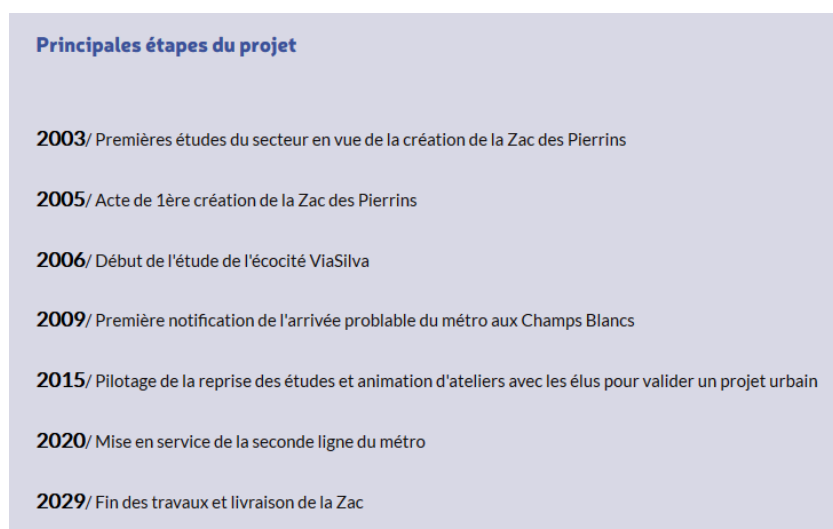 Principales étapes du projet
2003/ Premières études du secteur en vue de la création de la Zac des Pierrins
2005/ Acte de 1ère création de la Zac des Pierrins
2006/ Début de l'étude de l'écocité ViaSilva
2009/ Première notification de l'arrivée problable du métro aux Champs Blancs
2015/ Pilotage de la reprise des études et animation d'ateliers avec les élus pour valider un projet urbain
2020/ Mise en service de la seconde ligne du métro
2029/ Fin des travaux et livraison de la Zac